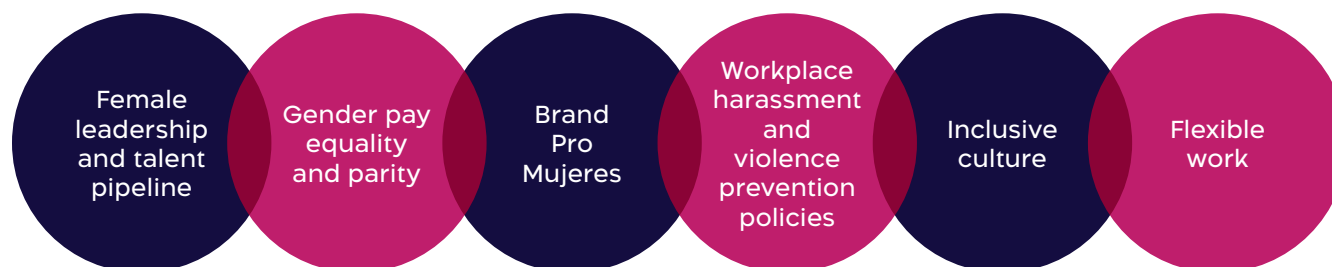 Female
leadership
and talent
pipeline
Gender pay
equality
and parity
Brand
Pro
Mujeres
Workplace
harassment
and
violence
prevention
policies
Inclusive
culture
Flexible
work